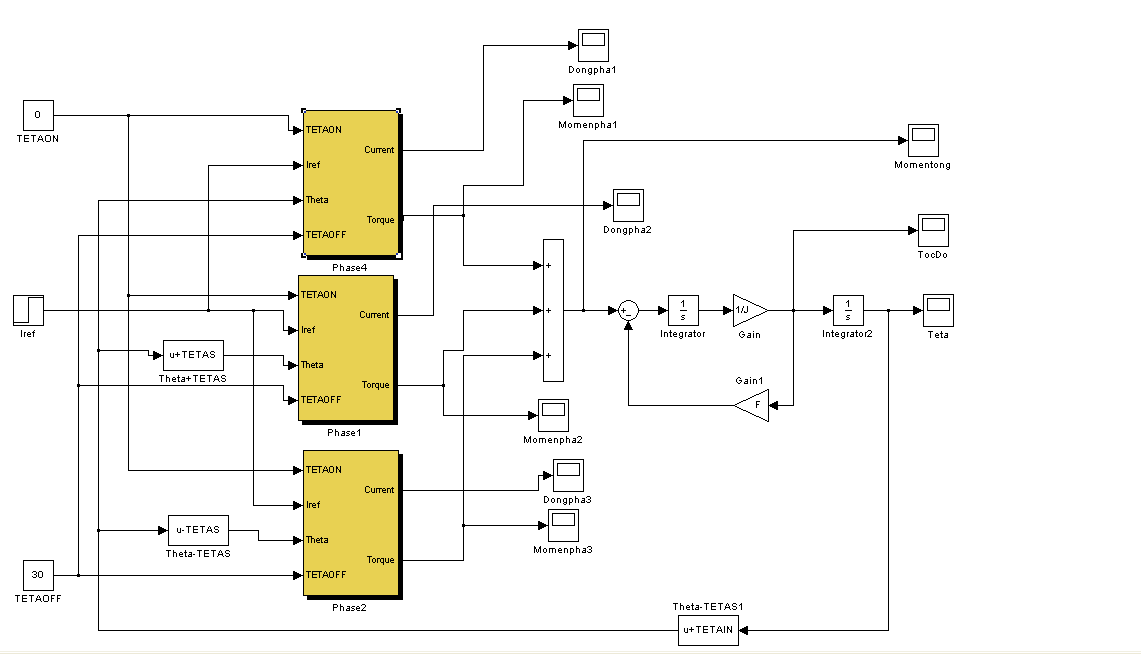 Dongpha1
0
TETAON
TETAON
Current
Iref
Theta
Torque
TETAOFF
Phase4
Momenpha1
Momentong
Dongpha2
TocDo
Iref
TETAON
Current
Iref
Theta
Torque
TETAOFF
Phase1
u+TETAS
Theta+TETAS
+
+
+
+
-
1
s
Integrator
1/J
Gain
1
s
Integrator2
Teta
Gain1
F
Momenpha2
TETAON
Current
Iref
Theta
Torque
TETAOFF
Phase2
Dongpha3
Momenpha3
u-TETAS
Theta-TETAS
30
TETAOFF
Theta-TETAS1
u+TETAIN